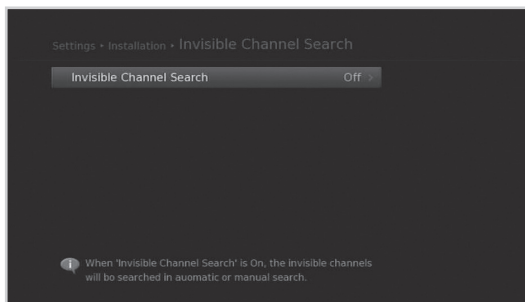 Settings • Installation • Invisible Channel Search
Invisible Channel Search Off >
When 'Invisible Channel Search' is On, the invisible channels
will be searched in auomatic or manual search.